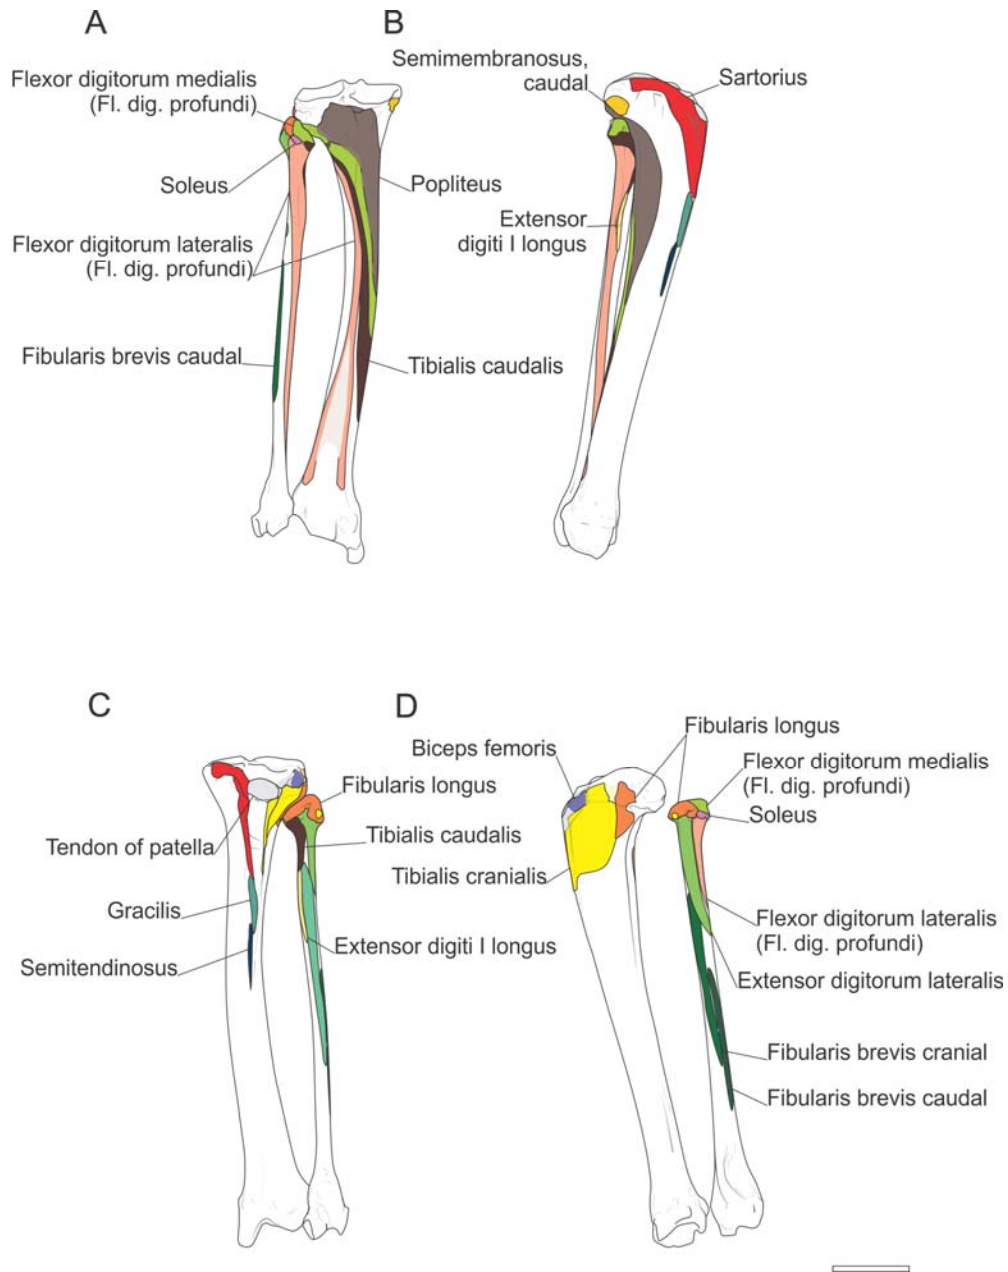 A
Flexor digitorum medialis
(Fl. dig. profundi)
Soleus
Flexor digitorum lateralis
(Fl. dig. profundi)
Fibularis brevis caudal
Popliteus
Tibialis caudalis
B
Semimembranosus,
caudal
Sartorius
Extensor
digiti I longus
C
Fibularis longus
Tendon of patella
Tibialis caudalis
Gracilis
Extensor digiti I longus
Semitendinosus
D
Fibularis longus
Biceps femoris
Flexor digitorum medialis
(Fl. dig. profundi)
Soleus
Tibialis cranialis
Flexor digitorum lateralis
(Fl. dig. profundi)
Extensor digitorum lateralis
Fibularis brevis cranial
Fibularis brevis caudal